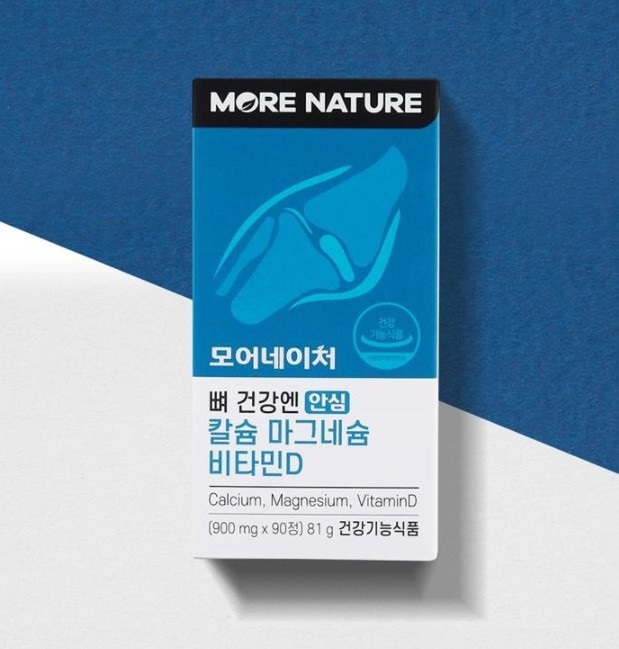 MORE NATURE
건강
기능식품
모어네이처
뼈 건강엔 안심
칼슘 마그네슘
비타민D
Calcium, Magnesium, VitaminD
(900 mg x 90정) 81 g 건강기능식품